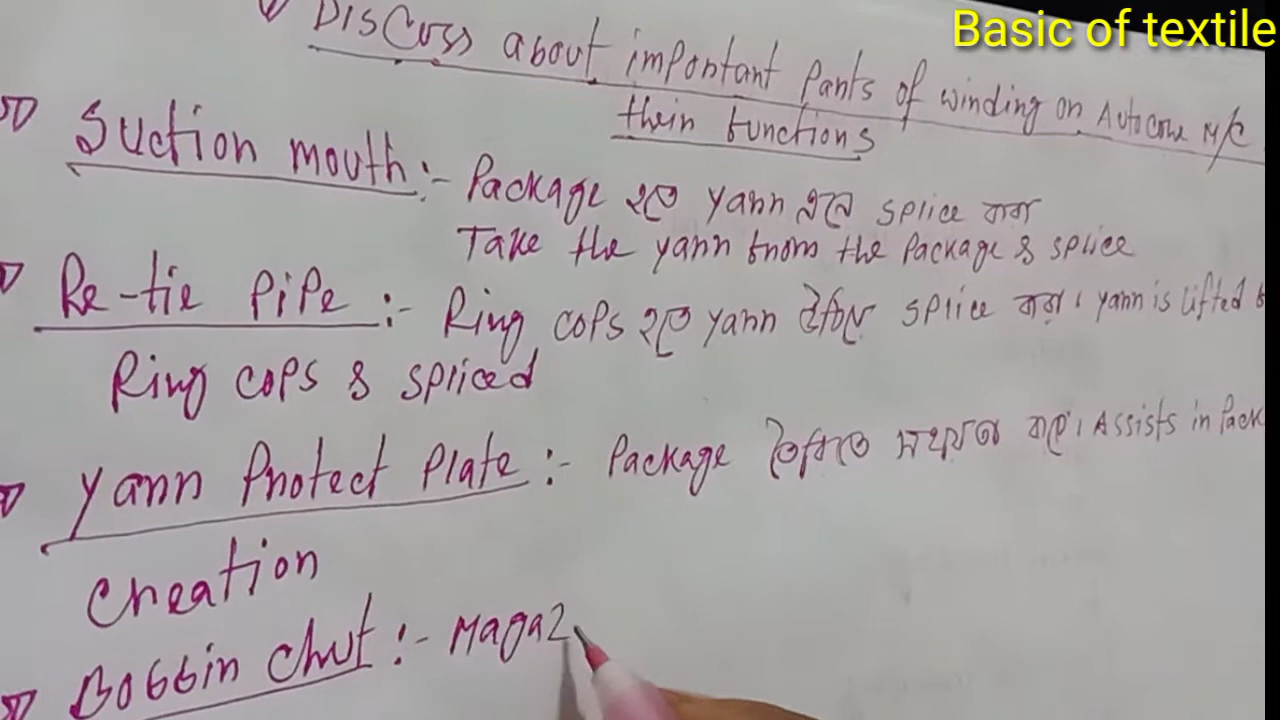 Basic of textile
Discuss about important parts of winding on Autocone M/C
their functions
Suction mouth :- Package হতে yarn এনে splice করা
Take the yarn from the Package & splice
Re-tie Pipe :- Ring cops হতে yarn উঠিয়ে splice করা। yarn is lifted
Ring cops & spliced
Yarn Protect Plate :- Package তৈরিতে সহায়তা করে। Assists in Pack
Creation
Bobbin Chut :- Magaz